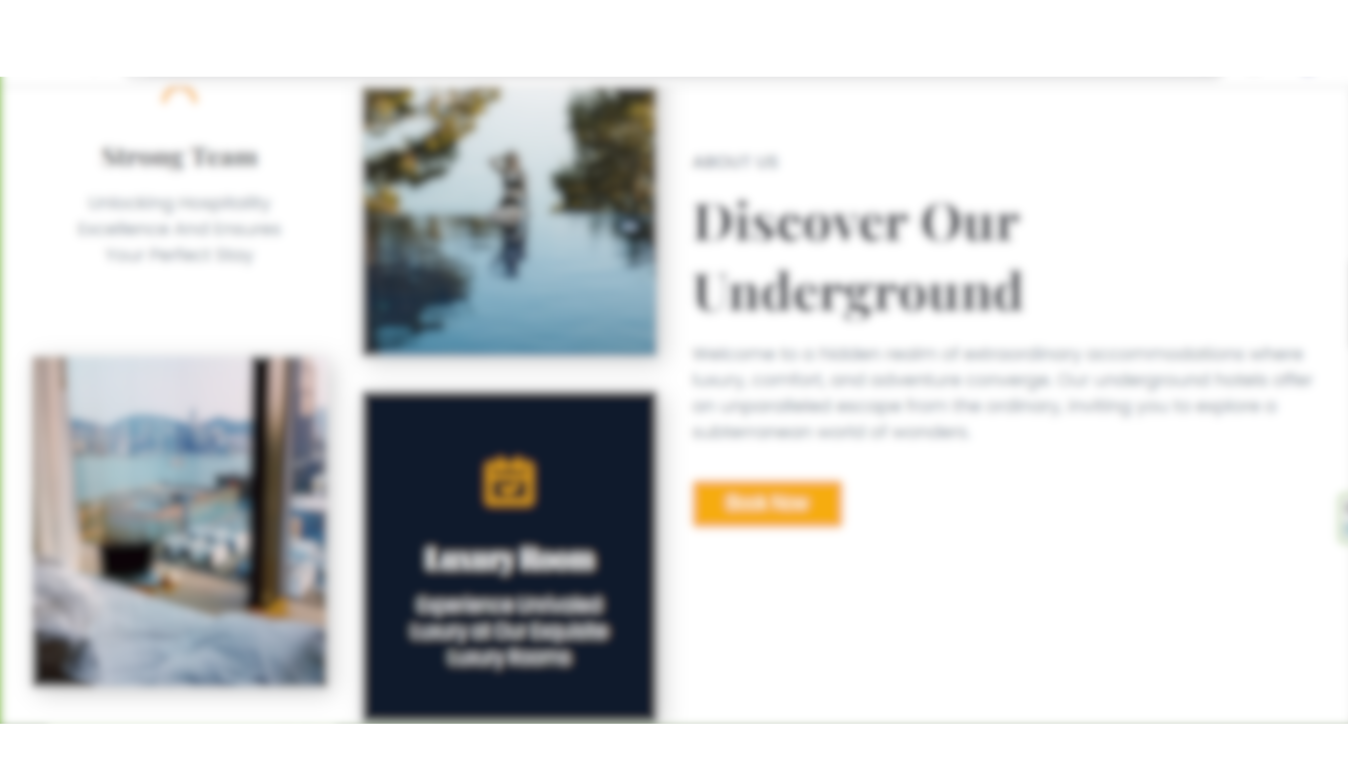 Strong Team
Unlocking Hospitality
Excellence And Ensures
Your Perfect Stay
ABOUT US
Discover Our
Underground
Welcome to a hidden realm of extraordinary accommodations where
luxury, comfort, and adventure converge. Our underground hotels offer
an unparalleled escape from the ordinary, inviting you to explore a
subterranean world of wonders.
Book Now
Luxury Room
Experience Unrivaled
Luxury at Our Exquisite
Luxury Rooms